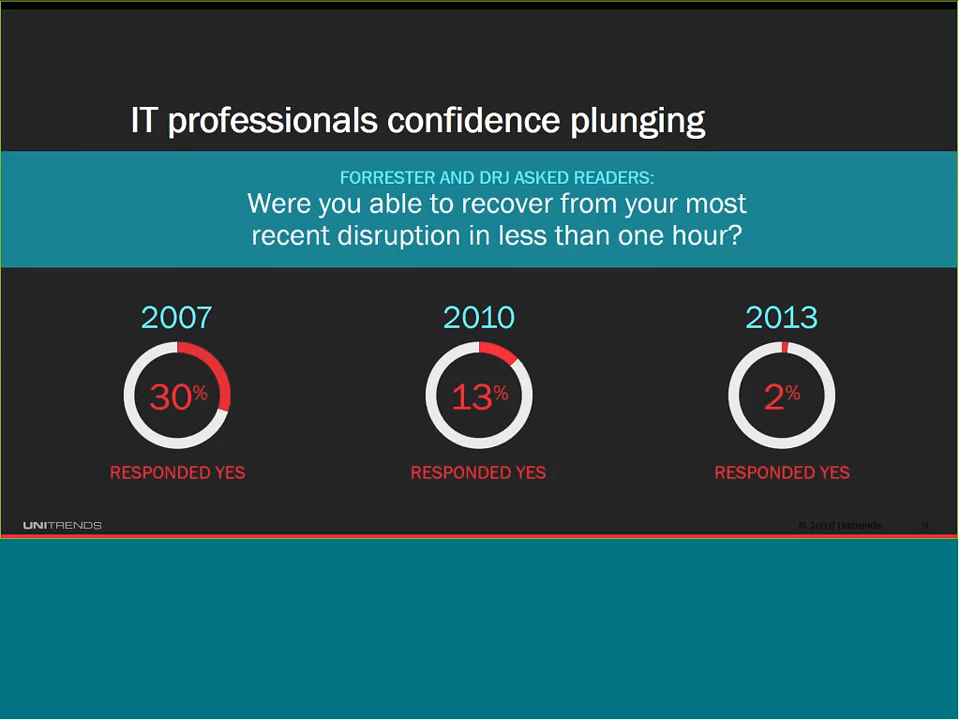 IT professionals confidence plunging
FORRESTER AND DRJ ASKED READERS:
Were you able to recover from your most
recent disruption in less than one hour?
2007
2010
2013
30%
13%
2%
RESPONDED YES
RESPONDED YES
RESPONDED YES
UNITRENDS
© 2016 Unitrends
9